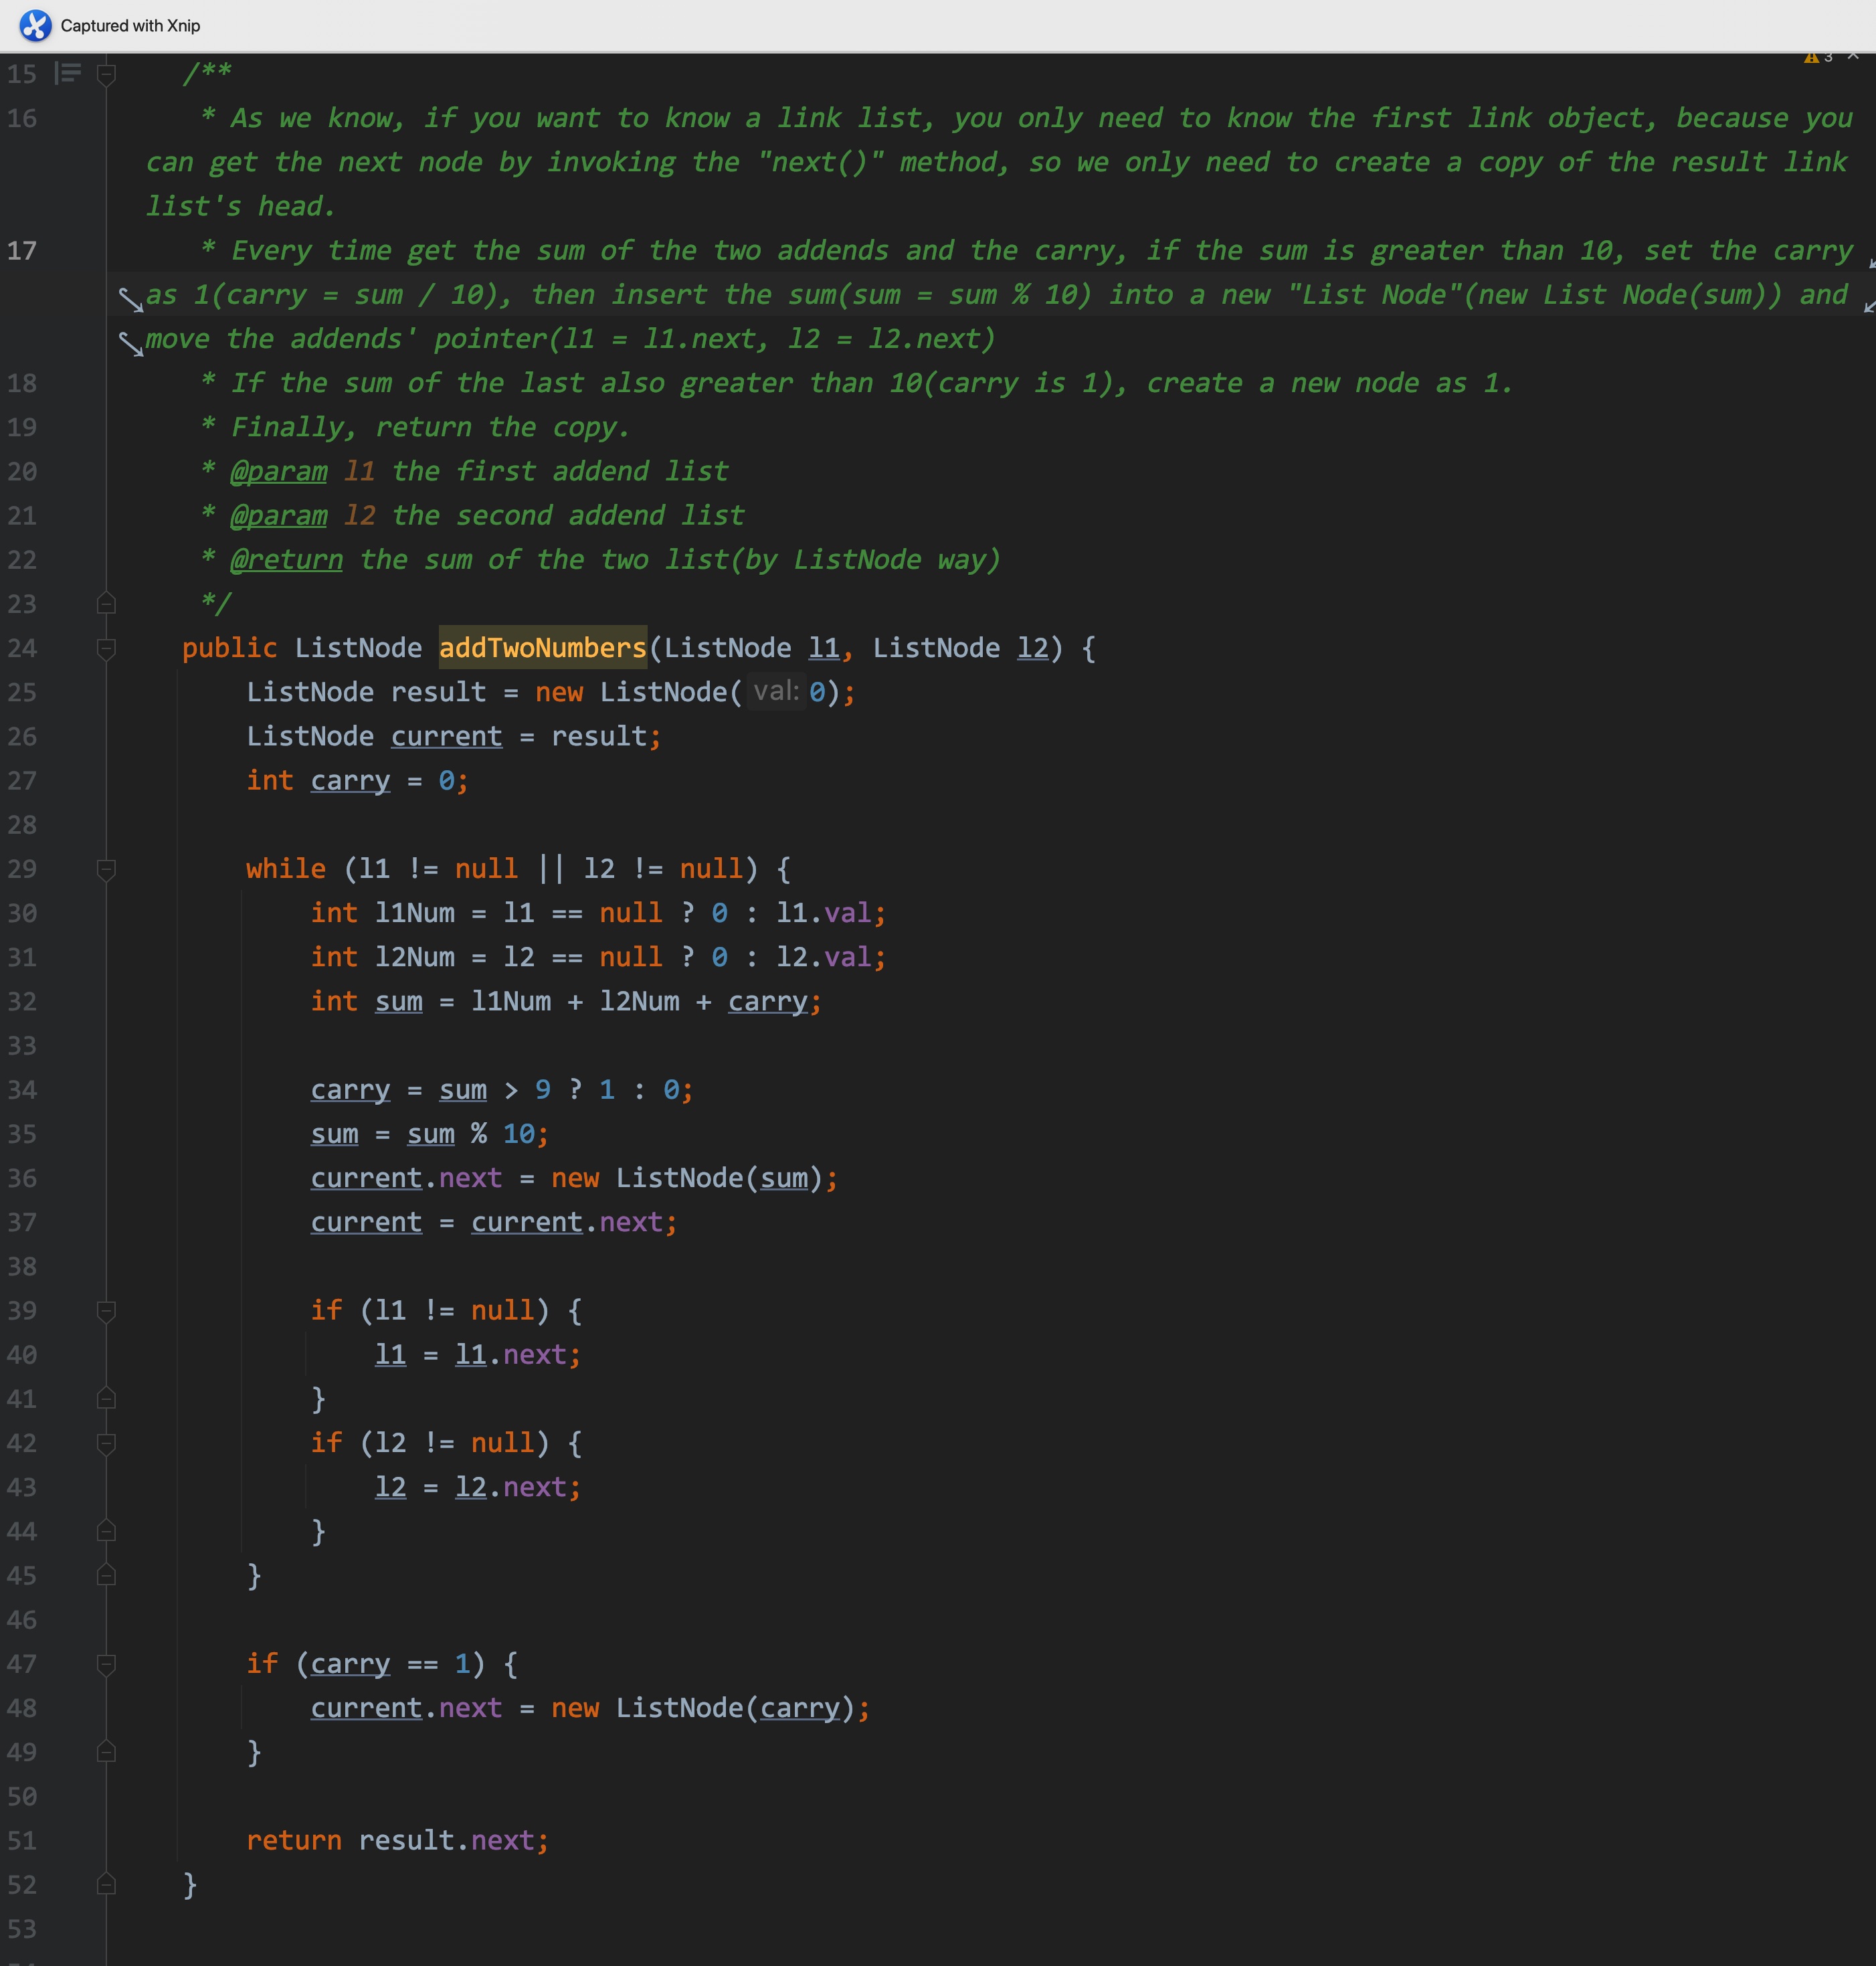 Captured with Xnip
3
15 /**
16 * As we know, if you want to know a link list, you only need to know the first link object, because you
can get the next node by invoking the "next()" method, so we only need to create a copy of the result link
list's head.
17 * Every time get the sum of the two addends and the carry, if the sum is greater than 10, set the carry
as 1(carry = sum / 10), then insert the sum(sum = sum % 10) into a new "List Node"(new List Node(sum)) and
move the addends' pointer(l1 = l1.next, l2 = l2.next)
18 * If the sum of the last also greater than 10(carry is 1), create a new node as 1.
19 * Finally, return the copy.
20 * @param l1 the first addend list
21 * @param l2 the second addend list
22 * @return the sum of the two list(by ListNode way)
23 */
24 public ListNode addTwoNumbers(ListNode l1, ListNode l2) {
25 ListNode result = new ListNode( val: 0);
26 ListNode current = result;
27 int carry = 0;
28
29 while (l1 != null || l2 != null) {
30 int l1Num = l1 == null ? 0 : l1.val;
31 int l2Num = l2 == null ? 0 : l2.val;
32 int sum = l1Num + l2Num + carry;
33
34 carry = sum > 9 ? 1 : 0;
35 sum = sum % 10;
36 current.next = new ListNode(sum);
37 current = current.next;
38
39 if (l1 != null) {
40 l1 = l1.next;
41 }
42 if (l2 != null) {
43 l2 = l2.next;
44 }
45 }
46
47 if (carry == 1) {
48 current.next = new ListNode(carry);
49 }
50
51 return result.next;
52 }
53